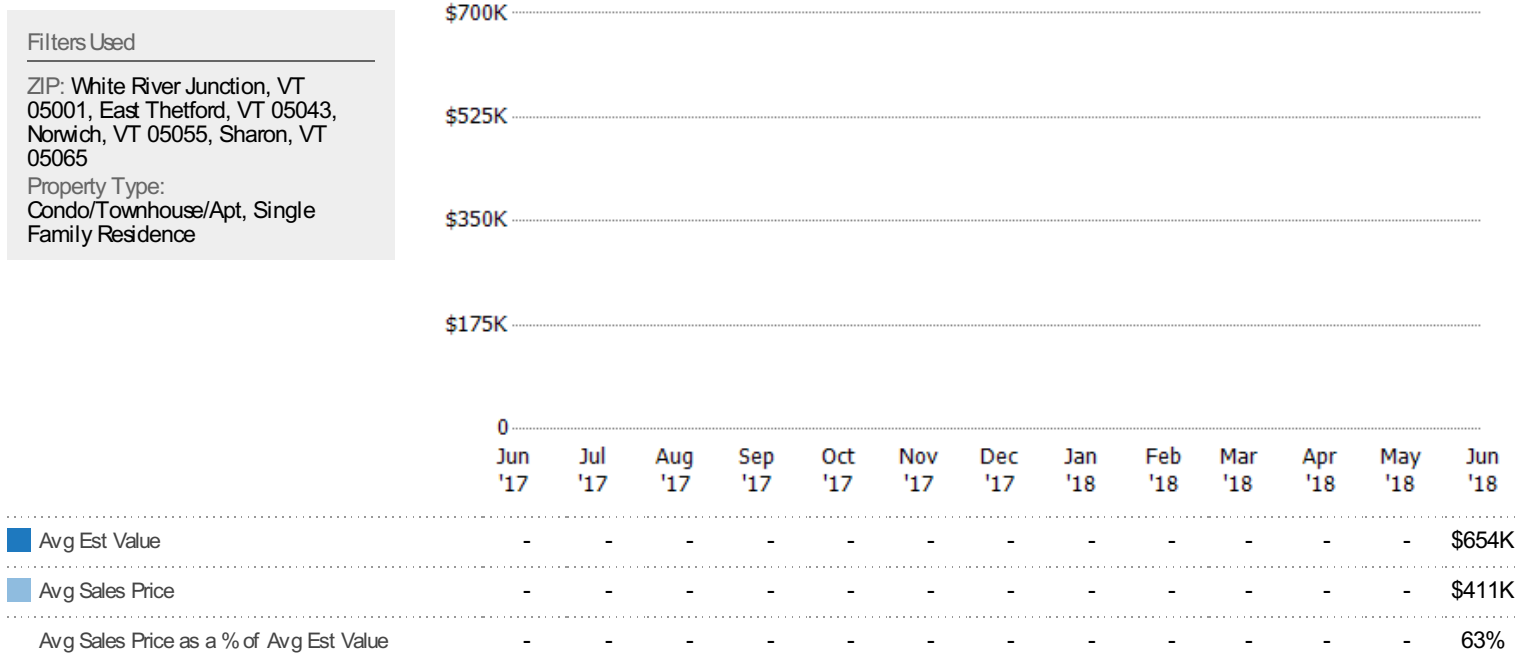 Filters Used
ZIP: White River Junction, VT
05001, East Thetford, VT 05043,
Norwich, VT 05055, Sharon, VT
05065
Property Type:
Condo/Townhouse/Apt, Single
Family Residence
$700K
$525K
$350K
$175K
0
Jun Jul Aug Sep Oct Nov Dec Jan Feb Mar Apr May Jun
'17 '17 '17 '17 '17 '17 '17 '18 '18 '18 '18 '18 '18
Avg Est Value - - - - - - - - - - - - $654K
Avg Sales Price - - - - - - - - - - - - $411K
Avg Sales Price as a % of Avg Est Value - - - - - - - - - - - - 63%